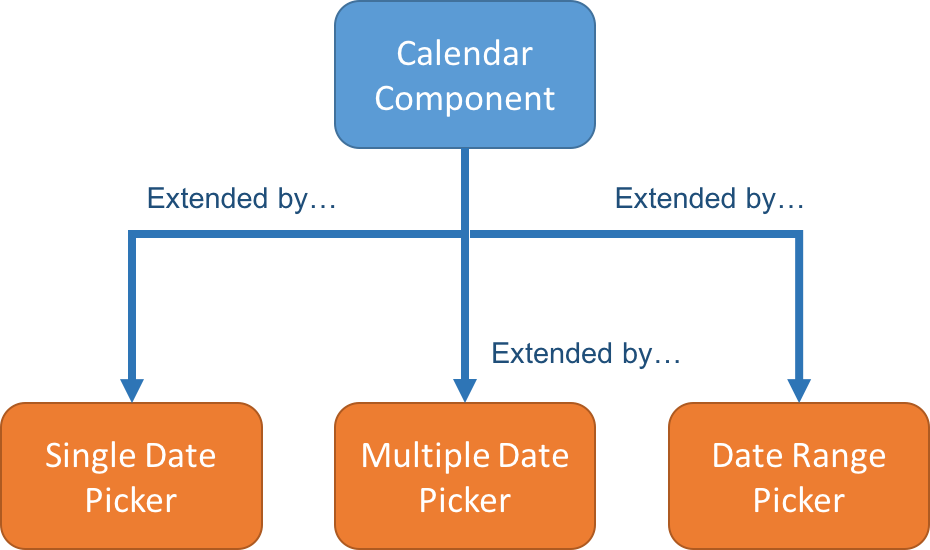 Calendar
Component
Extended by…
Extended by…
Extended by…
Single Date
Picker
Multiple Date
Picker
Date Range
Picker